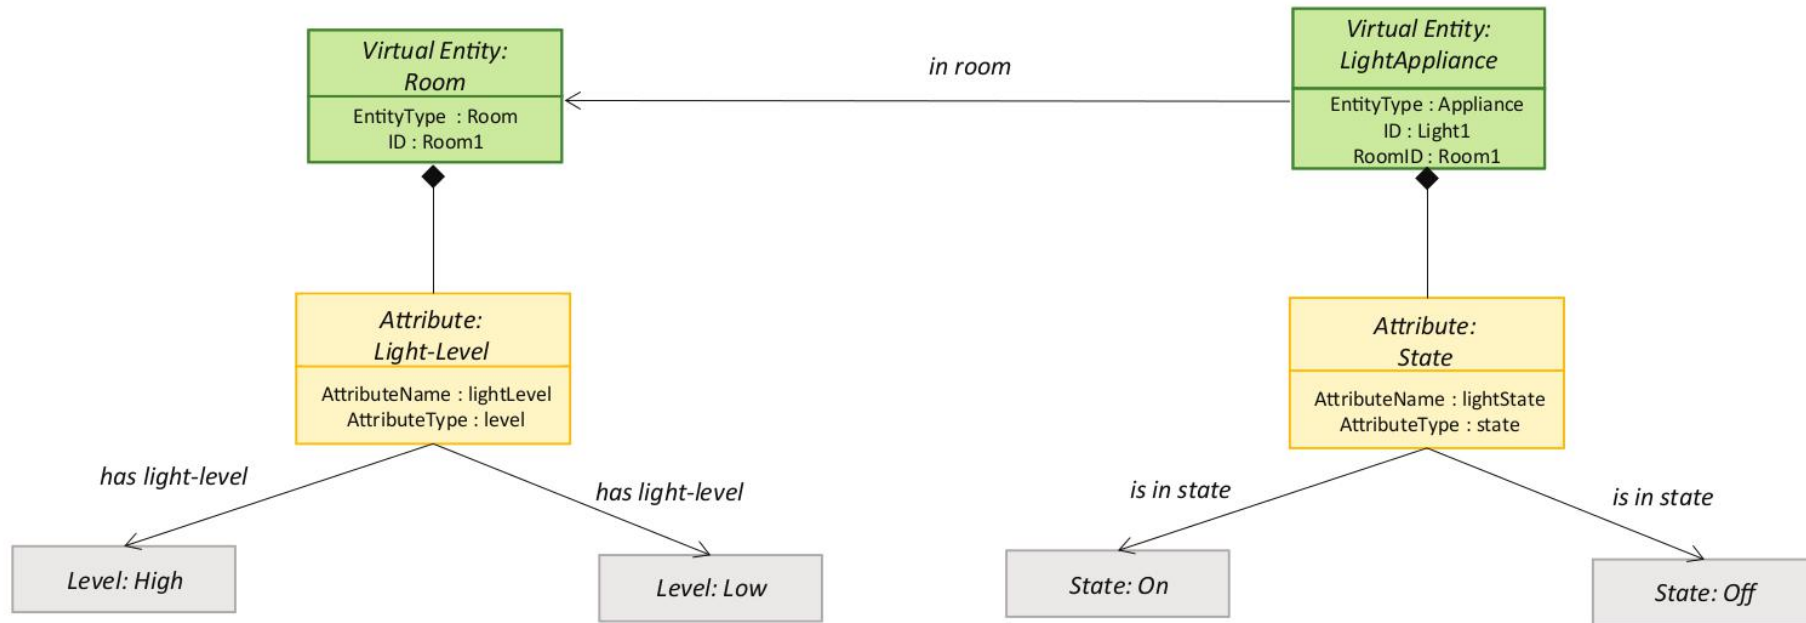 Virtual Entity:
Room
EntityType : Room
ID : Room1
in room
Virtual Entity:
LightAppliance
EntityType : Appliance
ID : Light1
RoomID : Room1
Attribute:
Light-Level
AttributeName : lightLevel
AttributeType : level
Attribute:
State
AttributeName : lightState
AttributeType : state
has light-level
has light-level
is in state
is in state
Level: High
Level: Low
State: On
State: Off